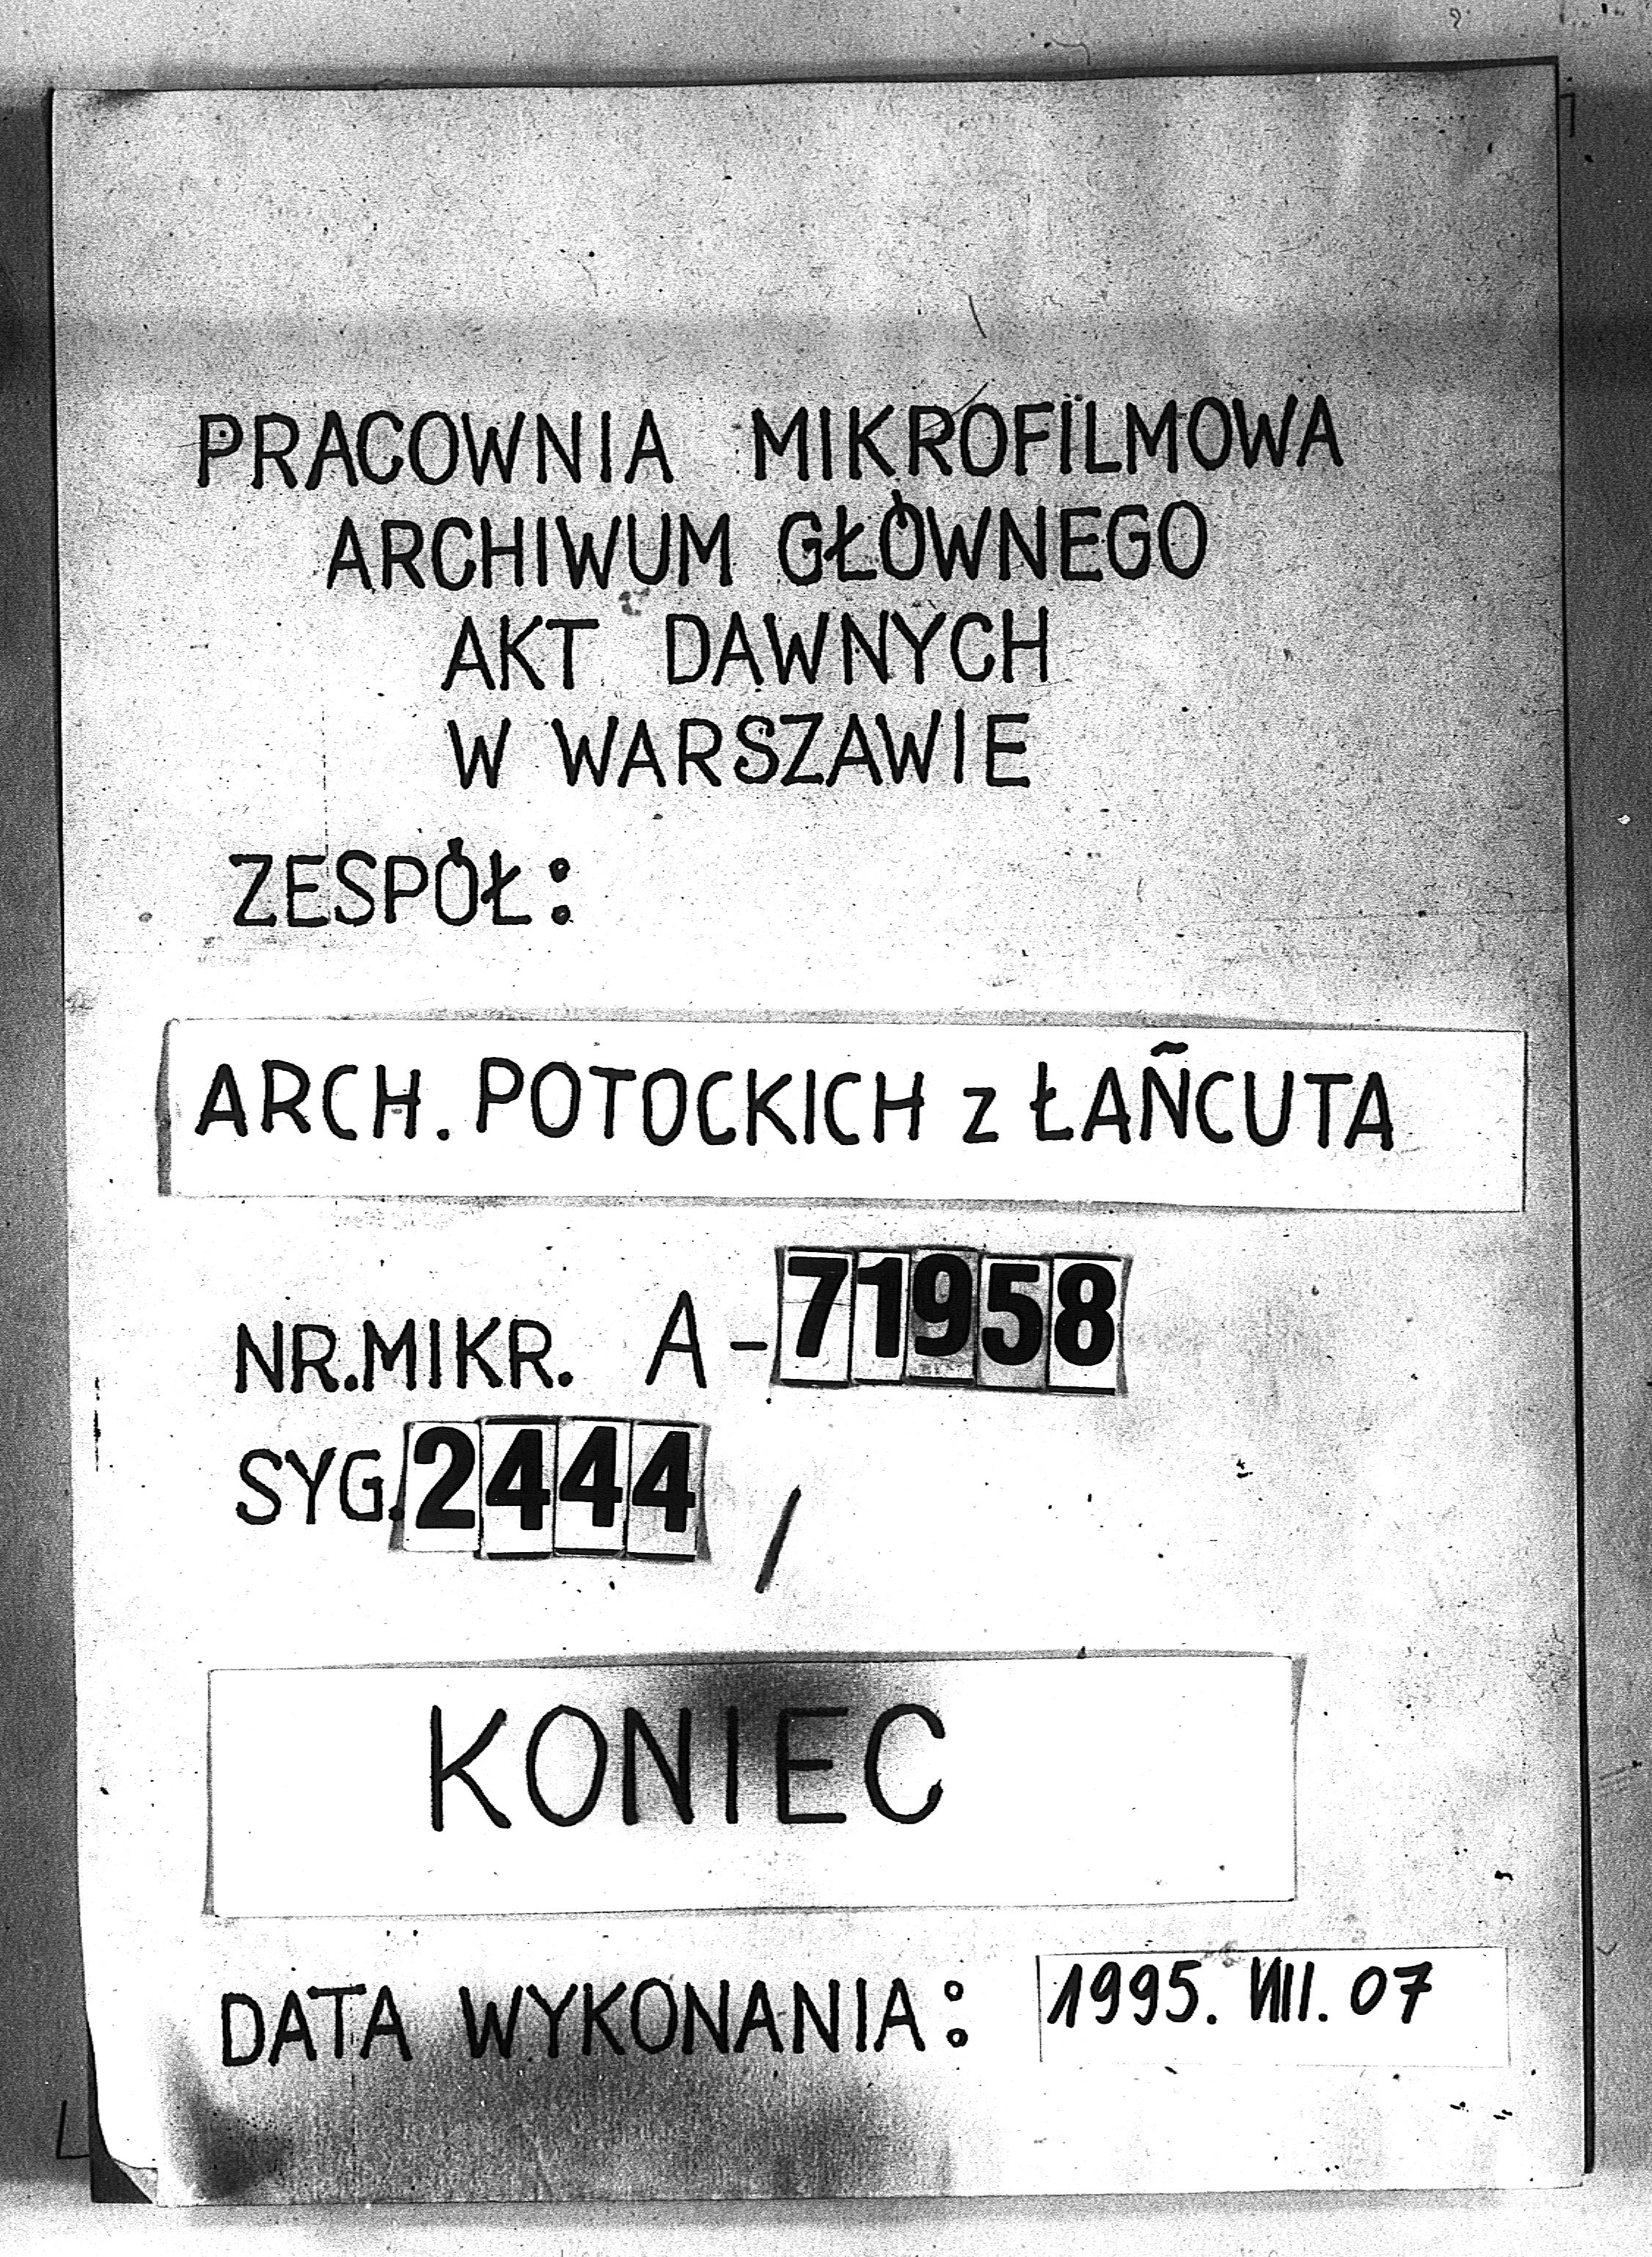 PRACOWNIA MIKROFILMOWA
ARCHIWUM GŁÓWNEGO
AKT DAWNYCH
W WARSZAWIE
ZESPÓŁ:
ARCH. POTOCKICH z ŁAÑCUTA
NR.MIKR. A-71958
SYG. 2444 /
KONIEC
DATA WYKONANIA: 1995. VIII. 07